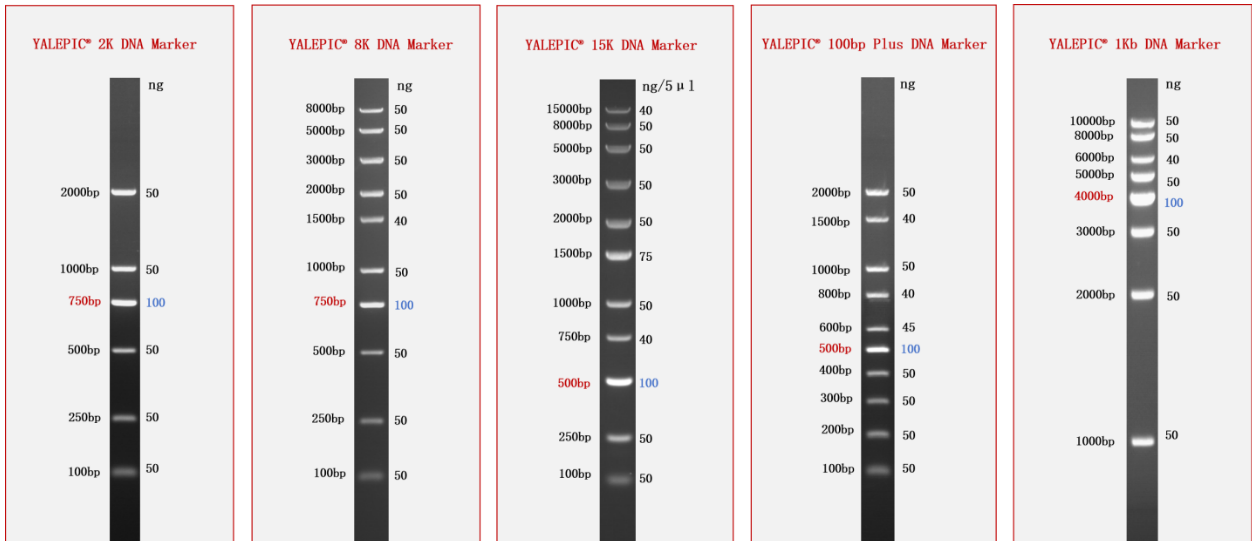 YALEPIC® 2K DNA Marker
ng
2000bp 50
1000bp 50
750bp 100
500bp 50
250bp 50
100bp 50
YALEPIC® 8K DNA Marker
ng
8000bp 50
5000bp 50
3000bp 50
2000bp 50
1500bp 40
1000bp 50
750bp 100
500bp 50
250bp 50
100bp 50
YALEPIC® 15K DNA Marker
ng/5μl
15000bp 40
8000bp 50
5000bp 50
3000bp 50
2000bp 50
1500bp 75
1000bp 50
750bp 40
500bp 100
250bp 50
100bp 50
YALEPIC® 100bp Plus DNA Marker
ng
2000bp 50
1500bp 40
1000bp 50
800bp 40
600bp 45
500bp 100
400bp 50
300bp 50
200bp 50
100bp 50
YALEPIC® 1Kb DNA Marker
ng
10000bp 50
8000bp 50
6000bp 40
5000bp 50
4000bp 100
3000bp 50
2000bp 50
1000bp 50